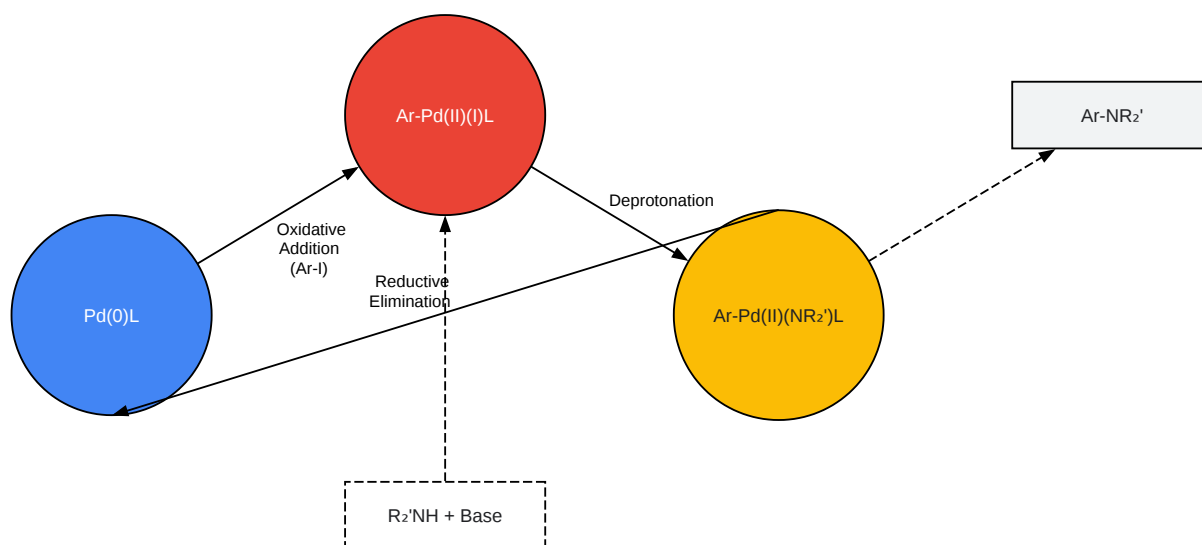 Ar-Pd(II)(I)L
Ar-NR₂'
Deprotonation
Oxidative
Addition
(Ar-I)
Reductive
Elimination
Pd(0)L
Ar-Pd(II)(NR₂')L
R₂'NH + Base